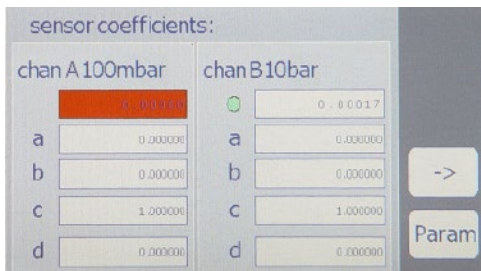 sensor coefficients:
chan A 100mbar chan B 10bar
0.00017
a 0.000000 a 0.000000
b 0.000000 b 0.000000
-&gt;
c 1.000000 c 1.000000
Param
d 0.000000 d 0.000000